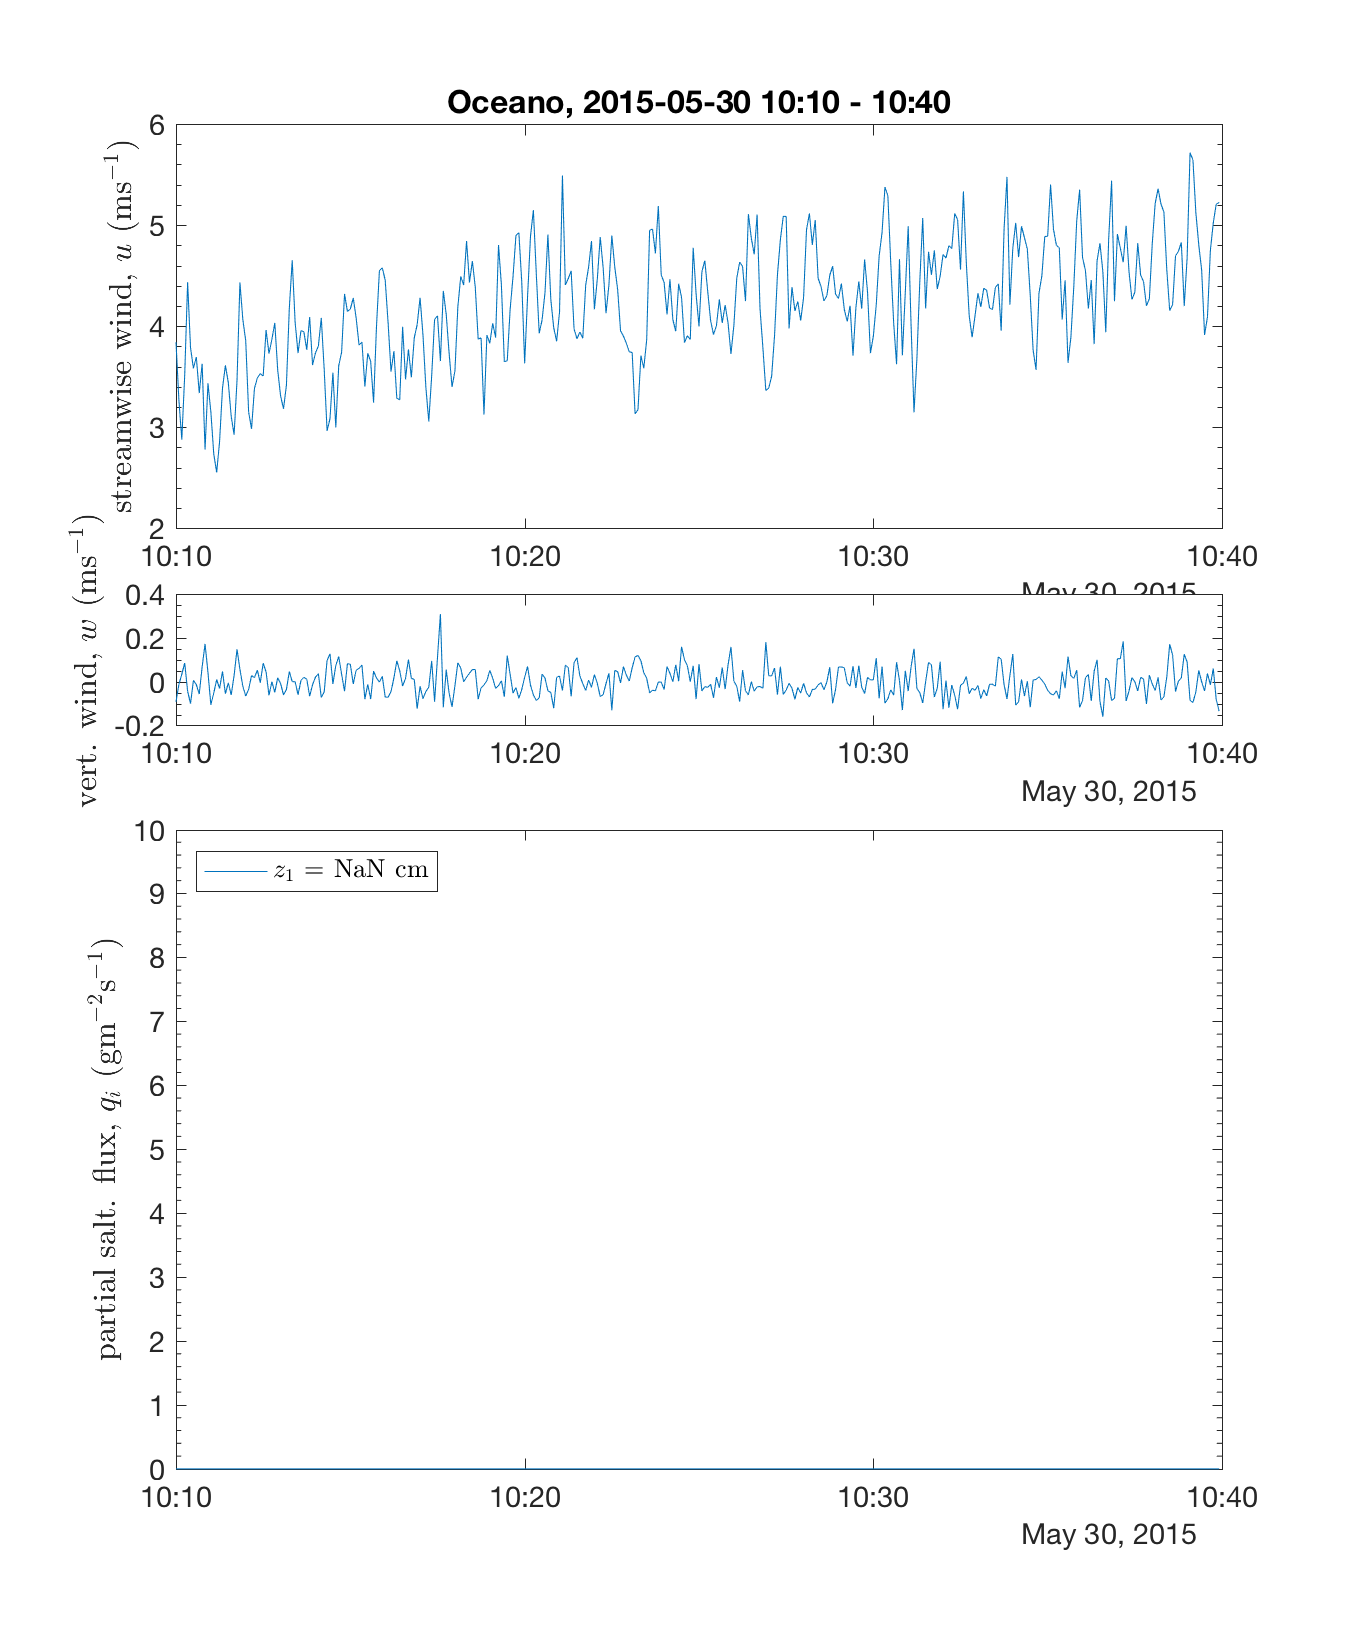 Oceano, 2015-05-30 10:10 - 10:40
streamwise wind, u (ms⁻¹)
6
5
4
3
2
10:10 10:20 10:30 10:40
May 30, 2015
vert. wind, w (ms⁻¹)
0.4
0.2
0
-0.2
10:10 10:20 10:30 10:40
May 30, 2015
partial salt. flux, qᵢ (gm⁻²s⁻¹)
10
9
8
7
6
5
4
3
2
1
0
z₁ = NaN cm
10:10 10:20 10:30 10:40
May 30, 2015